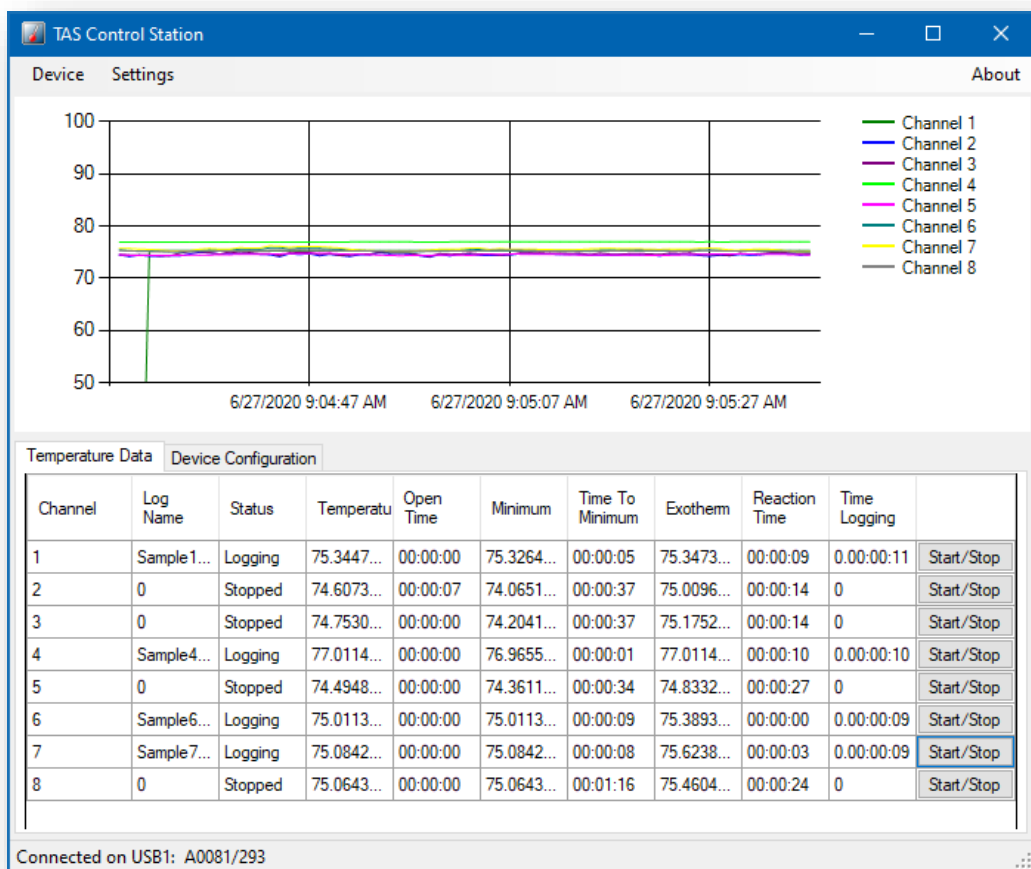 TAS Control Station
Device Settings About
100
90
80
70
60
50
6/27/2020 9:04:47 AM 6/27/2020 9:05:07 AM 6/27/2020 9:05:27 AM
Channel 1
Channel 2
Channel 3
Channel 4
Channel 5
Channel 6
Channel 7
Channel 8
Temperature Data Device Configuration
Channel Log Name Status Temperatu Open Time Minimum Time To Minimum Exotherm Reaction Time Time Logging
1 Sample1... Logging 75.3447... 00:00:00 75.3264... 00:00:05 75.3473... 00:00:09 0.00:00:11 Start/Stop
2 0 Stopped 74.6073... 00:00:07 74.0651... 00:00:37 75.0096... 00:00:14 0 Start/Stop
3 0 Stopped 74.7530... 00:00:00 74.2041... 00:00:37 75.1752... 00:00:14 0 Start/Stop
4 Sample4... Logging 77.0114... 00:00:00 76.9655... 00:00:01 77.0114... 00:00:10 0.00:00:10 Start/Stop
5 0 Stopped 74.4948... 00:00:00 74.3611... 00:00:34 74.8332... 00:00:27 0 Start/Stop
6 Sample6... Logging 75.0113... 00:00:00 75.0113... 00:00:09 75.3893... 00:00:00 0.00:00:09 Start/Stop
7 Sample7... Logging 75.0842... 00:00:00 75.0842... 00:00:08 75.6238... 00:00:03 0.00:00:09 Start/Stop
8 0 Stopped 75.0643... 00:00:00 75.0643... 00:01:16 75.4604... 00:00:24 0 Start/Stop
Connected on USB1: A0081/293